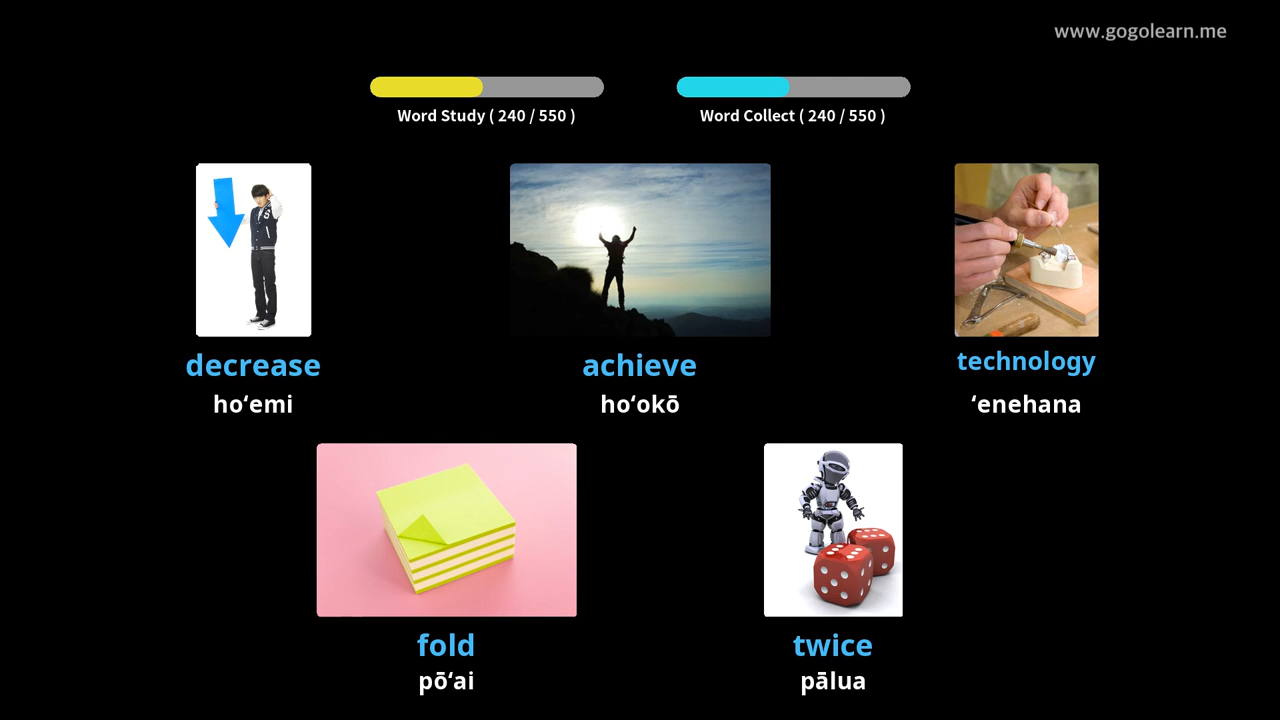 www.gogolearn.me
Word Study ( 240 / 550 )
Word Collect ( 240 / 550 )
decrease
hoʻemi
achieve
hoʻokō
technology
ʻenehana
fold
pōʻai
twice
pālua